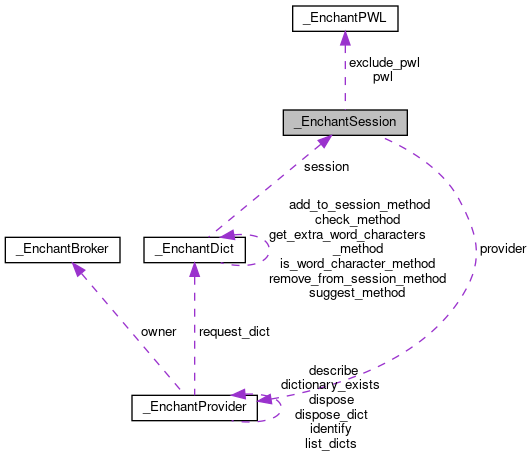 _EnchantPWL
exclude_pwl
pwl
_EnchantSession
session
add_to_session_method
check_method
get_extra_word_characters
_method
is_word_character_method
remove_from_session_method
suggest_method
provider
_EnchantBroker
_EnchantDict
owner
request_dict
describe
dictionary_exists
dispose
dispose_dict
identify
list_dicts
_EnchantProvider